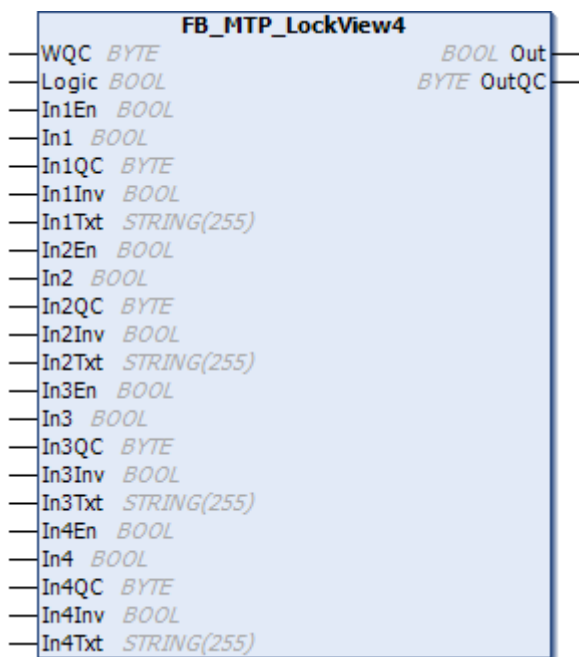 FB_MTP_LockView4
WQC BYTE BOOL Out
Logic BOOL BYTE OutQC
In1En BOOL
In1 BOOL
In1QC BYTE
In1Inv BOOL
In1Txt STRING(255)
In2En BOOL
In2 BOOL
In2QC BYTE
In2Inv BOOL
In2Txt STRING(255)
In3En BOOL
In3 BOOL
In3QC BYTE
In3Inv BOOL
In3Txt STRING(255)
In4En BOOL
In4 BOOL
In4QC BYTE
In4Inv BOOL
In4Txt STRING(255)